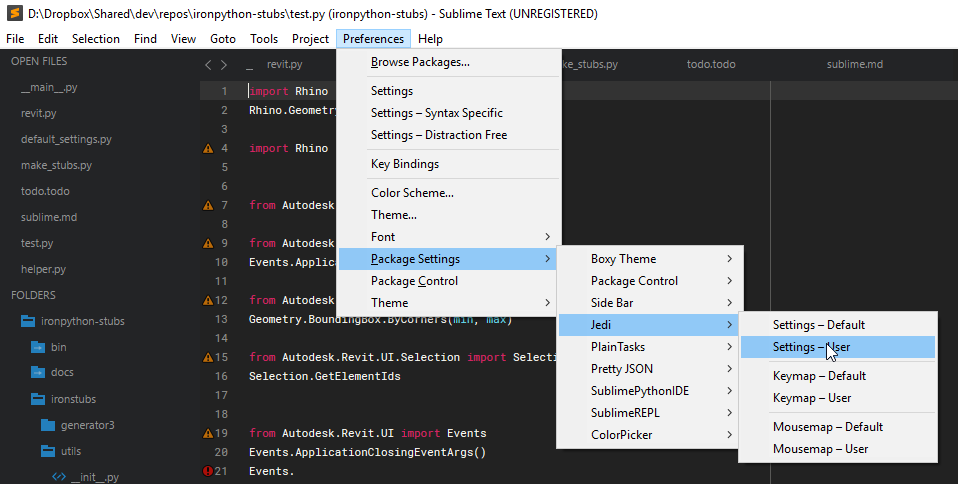 D:\Dropbox\Shared\dev\repos\ironpython-stubs\test.py (ironpython-stubs) - Sublime Text (UNREGISTERED)
File Edit Selection Find View Goto Tools Project Preferences Help
OPEN FILES
__main__.py
revit.py
default_settings.py
make_stubs.py
todo.todo
sublime.md
test.py
helper.py
FOLDERS
ironpython-stubs
bin
docs
ironstubs
generator3
utils
__init__.py
revit.py ke_stubs.py todo.todo sublime.md
1 import Rhino
2 Rhino.Geometry
3
4 import Rhino
5
6
7 from Autodesk.
8
9 from Autodesk.
10 Events.Applica
11
12 from Autodesk.
13 Geometry.BoundingBox.ByCorners(min, max)
14
15 from Autodesk.Revit.UI.Selection import Selecti
16 Selection.GetElementIds
17
18
19 from Autodesk.Revit.UI import Events
20 Events.ApplicationClosingEventArgs()
21 Events.
Browse Packages...
Settings
Settings – Syntax Specific
Settings – Distraction Free
Key Bindings
Color Scheme...
Theme...
Font
Package Settings
Package Control
Theme
Boxy Theme
Package Control
Side Bar
Jedi
PlainTasks
Pretty JSON
SublimePythonIDE
SublimeREPL
ColorPicker
Settings – Default
Settings – User
Keymap – Default
Keymap – User
Mousemap – Default
Mousemap – User